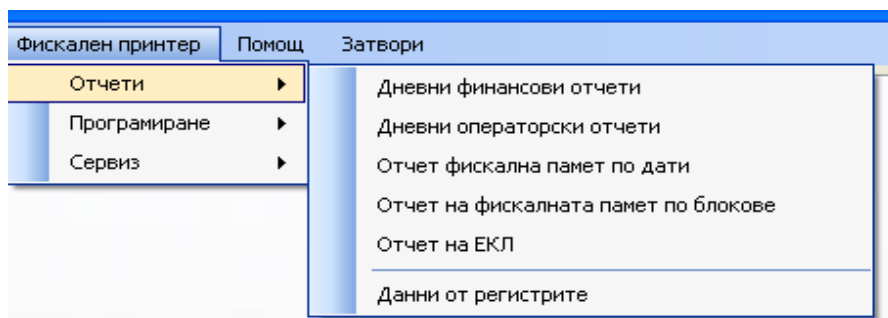 Фискален принтер Помощ Затвори
Отчети
Програмиране
Сервиз
Дневни финансови отчети
Дневни операторски отчети
Отчет фискална памет по дати
Отчет на фискалната памет по блокове
Отчет на ЕКЛ
Данни от регистрите